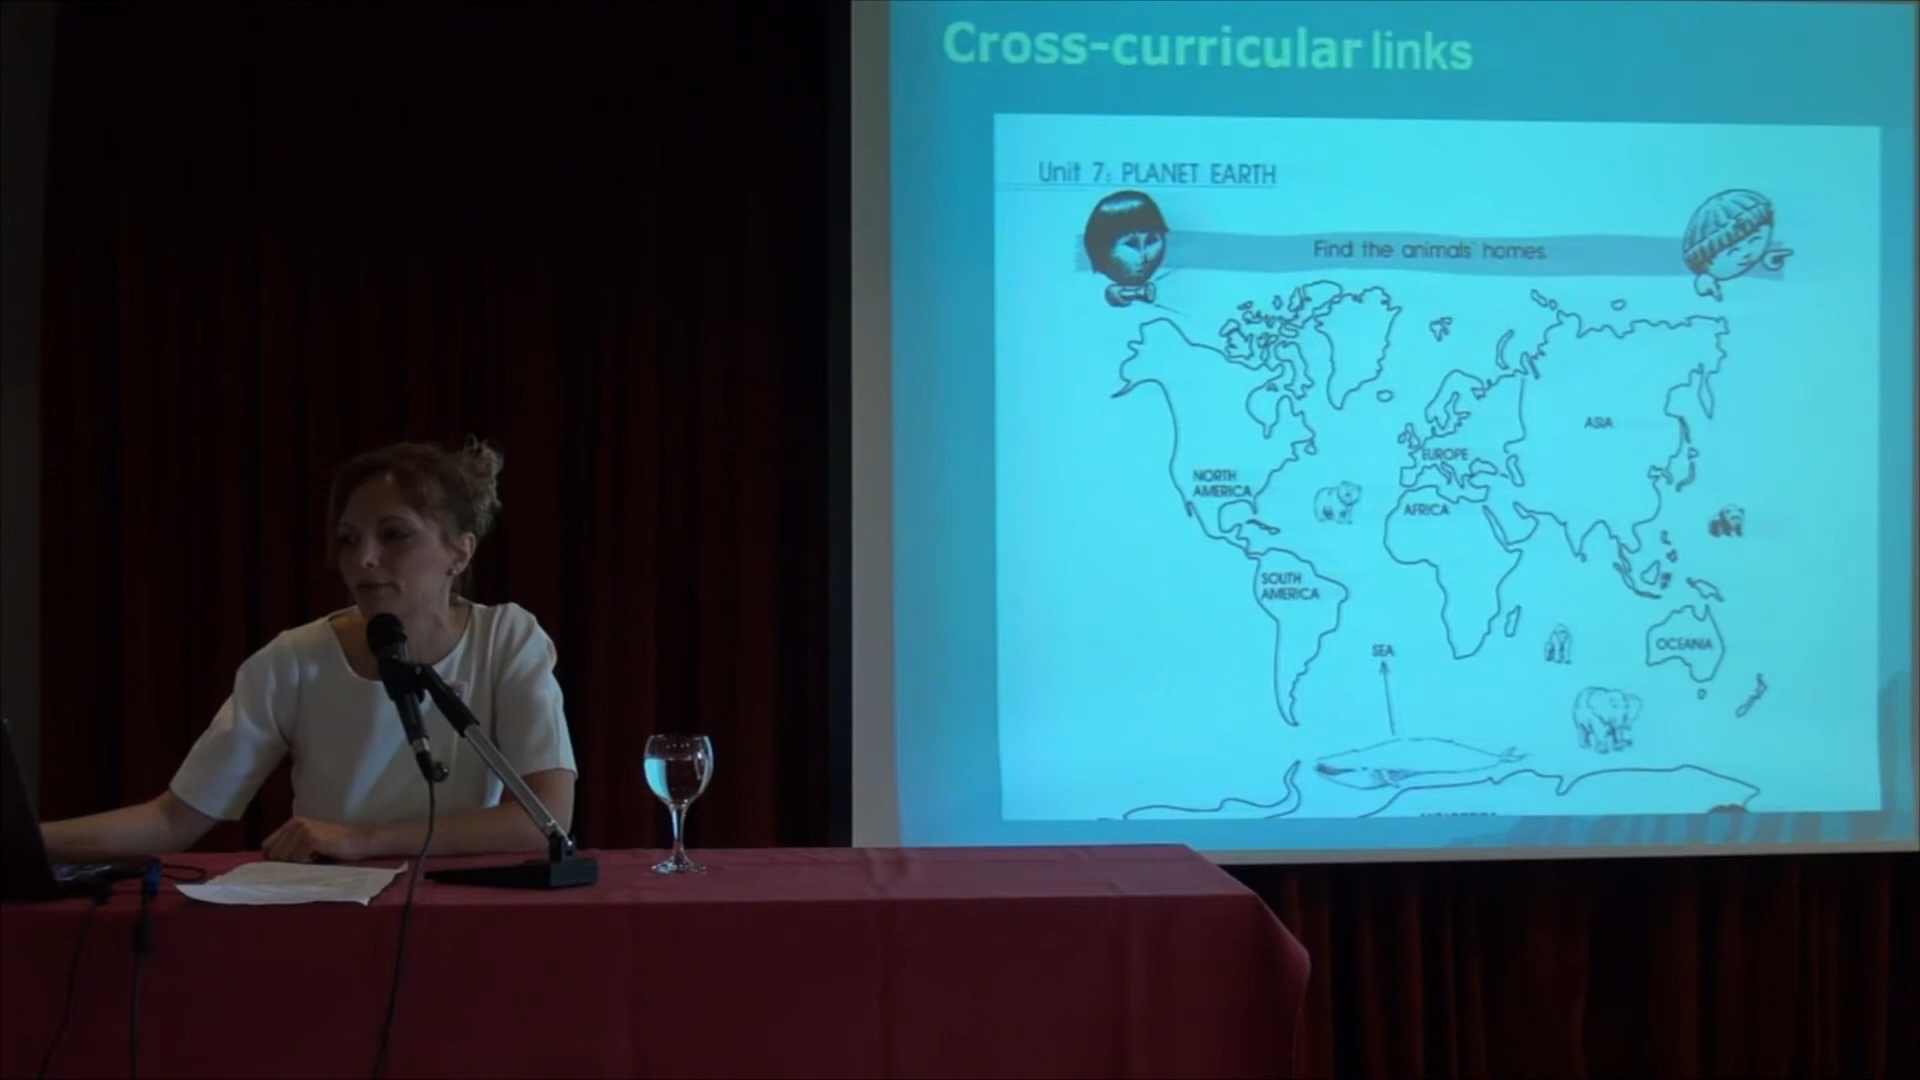 Cross-curricular links
Unit 7: PLANET EARTH
Find the animals' homes.
ASIA
EUROPE
NORTH
AMERICA
AFRICA
SOUTH
AMERICA
OCEANIA
SEA